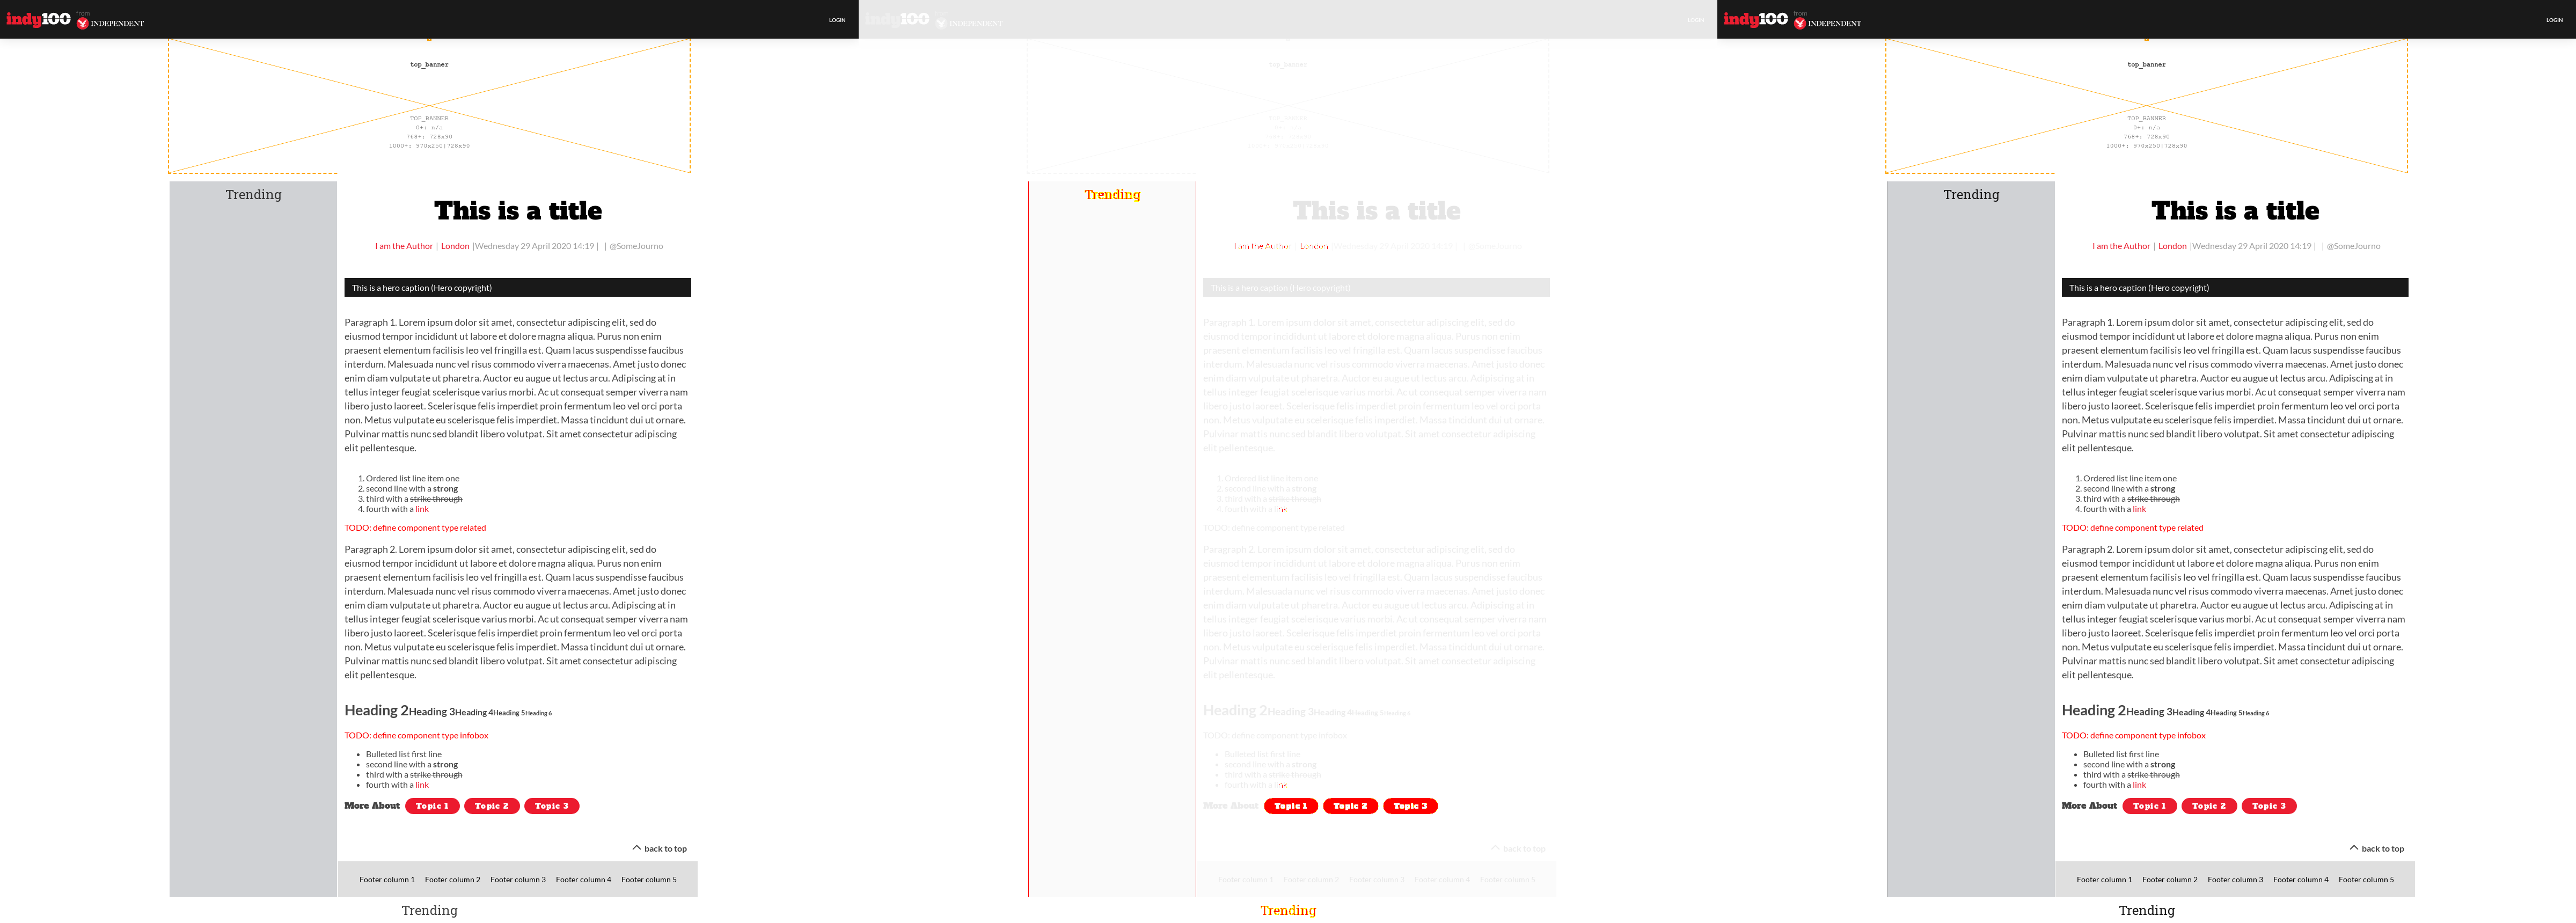 indy100 from INDEPENDENT
LOGIN
top_banner
TOP_BANNER
0+: n/a
768+: 728x90
1000+: 970x250|728x90
Trending
This is a title
I am the Author | London |Wednesday 29 April 2020 14:19 | | @SomeJourno
This is a hero caption (Hero copyright)
Paragraph 1. Lorem ipsum dolor sit amet, consectetur adipiscing elit, sed do
eiusmod tempor incididunt ut labore et dolore magna aliqua. Purus non enim
praesent elementum facilisis leo vel fringilla est. Quam lacus suspendisse faucibus
interdum. Malesuada nunc vel risus commodo viverra maecenas. Amet justo donec
enim diam vulputate ut pharetra. Auctor eu augue ut lectus arcu. Adipiscing at in
tellus integer feugiat scelerisque varius morbi. Ac ut consequat semper viverra nam
libero justo laoreet. Scelerisque felis imperdiet proin fermentum leo vel orci porta
non. Metus vulputate eu scelerisque felis imperdiet. Massa tincidunt dui ut ornare.
Pulvinar mattis nunc sed blandit libero volutpat. Sit amet consectetur adipiscing
elit pellentesque.
1. Ordered list line item one
2. second line with a strong
3. third with a strike through
4. fourth with a link
TODO: define component type related
Paragraph 2. Lorem ipsum dolor sit amet, consectetur adipiscing elit, sed do
eiusmod tempor incididunt ut labore et dolore magna aliqua. Purus non enim
praesent elementum facilisis leo vel fringilla est. Quam lacus suspendisse faucibus
interdum. Malesuada nunc vel risus commodo viverra maecenas. Amet justo donec
enim diam vulputate ut pharetra. Auctor eu augue ut lectus arcu. Adipiscing at in
tellus integer feugiat scelerisque varius morbi. Ac ut consequat semper viverra nam
libero justo laoreet. Scelerisque felis imperdiet proin fermentum leo vel orci porta
non. Metus vulputate eu scelerisque felis imperdiet. Massa tincidunt dui ut ornare.
Pulvinar mattis nunc sed blandit libero volutpat. Sit amet consectetur adipiscing
elit pellentesque.
Heading 2Heading 3Heading 4Heading 5Heading 6
TODO: define component type infobox
• Bulleted list first line
• second line with a strong
• third with a strike through
• fourth with a link
More About Topic 1 Topic 2 Topic 3
back to top
Footer column 1 Footer column 2 Footer column 3 Footer column 4 Footer column 5
Trending
indy100 INDEPENDENT
LOGIN
top_banner
Trending
This is a title
I am the Author London
This is a hero caption (Hero copyright)
Paragraph 1. Lorem ipsum dolor sit amet, consectetur adipiscing elit, sed do
eiusmod tempor incididunt ut labore et dolore magna aliqua. Purus non enim
praesent elementum facilisis leo vel fringilla est. Quam lacus suspendisse faucibus
interdum. Malesuada nunc vel risus commodo viverra maecenas. Amet justo donec
enim diam vulputate ut pharetra. Auctor eu augue ut lectus arcu. Adipiscing at in
tellus integer feugiat scelerisque varius morbi. Ac ut consequat semper viverra nam
libero justo laoreet. Scelerisque felis imperdiet proin fermentum leo vel orci porta
non. Metus vulputate eu scelerisque felis imperdiet. Massa tincidunt dui ut ornare.
Pulvinar mattis nunc sed blandit libero volutpat. Sit amet consectetur adipiscing
elit pellentesque.
1. Ordered list line item one
2. second line with a strong
3. third with a strike through
4. fourth with a link
TODO: define component type related
Paragraph 2. Lorem ipsum dolor sit amet, consectetur adipiscing elit, sed do
eiusmod tempor incididunt ut labore et dolore magna aliqua. Purus non enim
praesent elementum facilisis leo vel fringilla est. Quam lacus suspendisse faucibus
interdum. Malesuada nunc vel risus commodo viverra maecenas. Amet justo donec
enim diam vulputate ut pharetra. Auctor eu augue ut lectus arcu. Adipiscing at in
tellus integer feugiat scelerisque varius morbi. Ac ut consequat semper viverra nam
libero justo laoreet. Scelerisque felis imperdiet proin fermentum leo vel orci porta
non. Metus vulputate eu scelerisque felis imperdiet. Massa tincidunt dui ut ornare.
Pulvinar mattis nunc sed blandit libero volutpat. Sit amet consectetur adipiscing
elit pellentesque.
Heading 2Heading 3Heading 4Heading 5Heading 6
TODO: define component type infobox
• Bulleted list first line
• second line with a strong
• third with a strike through
• fourth with a link
More About Topic 1 Topic 2 Topic 3
back to top
Footer column 1 Footer column 2 Footer column 3 Footer column 4 Footer column 5
Trending
indy100 from INDEPENDENT
LOGIN
top_banner
TOP_BANNER
0+: n/a
768+: 728x90
1000+: 970x250|728x90
Trending
This is a title
I am the Author | London |Wednesday 29 April 2020 14:19 | | @SomeJourno
This is a hero caption (Hero copyright)
Paragraph 1. Lorem ipsum dolor sit amet, consectetur adipiscing elit, sed do
eiusmod tempor incididunt ut labore et dolore magna aliqua. Purus non enim
praesent elementum facilisis leo vel fringilla est. Quam lacus suspendisse faucibus
interdum. Malesuada nunc vel risus commodo viverra maecenas. Amet justo donec
enim diam vulputate ut pharetra. Auctor eu augue ut lectus arcu. Adipiscing at in
tellus integer feugiat scelerisque varius morbi. Ac ut consequat semper viverra nam
libero justo laoreet. Scelerisque felis imperdiet proin fermentum leo vel orci porta
non. Metus vulputate eu scelerisque felis imperdiet. Massa tincidunt dui ut ornare.
Pulvinar mattis nunc sed blandit libero volutpat. Sit amet consectetur adipiscing
elit pellentesque.
1. Ordered list line item one
2. second line with a strong
3. third with a strike through
4. fourth with a link
TODO: define component type related
Paragraph 2. Lorem ipsum dolor sit amet, consectetur adipiscing elit, sed do
eiusmod tempor incididunt ut labore et dolore magna aliqua. Purus non enim
praesent elementum facilisis leo vel fringilla est. Quam lacus suspendisse faucibus
interdum. Malesuada nunc vel risus commodo viverra maecenas. Amet justo donec
enim diam vulputate ut pharetra. Auctor eu augue ut lectus arcu. Adipiscing at in
tellus integer feugiat scelerisque varius morbi. Ac ut consequat semper viverra nam
libero justo laoreet. Scelerisque felis imperdiet proin fermentum leo vel orci porta
non. Metus vulputate eu scelerisque felis imperdiet. Massa tincidunt dui ut ornare.
Pulvinar mattis nunc sed blandit libero volutpat. Sit amet consectetur adipiscing
elit pellentesque.
Heading 2Heading 3Heading 4Heading 5Heading 6
TODO: define component type infobox
• Bulleted list first line
• second line with a strong
• third with a strike through
• fourth with a link
More About Topic 1 Topic 2 Topic 3
back to top
Footer column 1 Footer column 2 Footer column 3 Footer column 4 Footer column 5
Trending